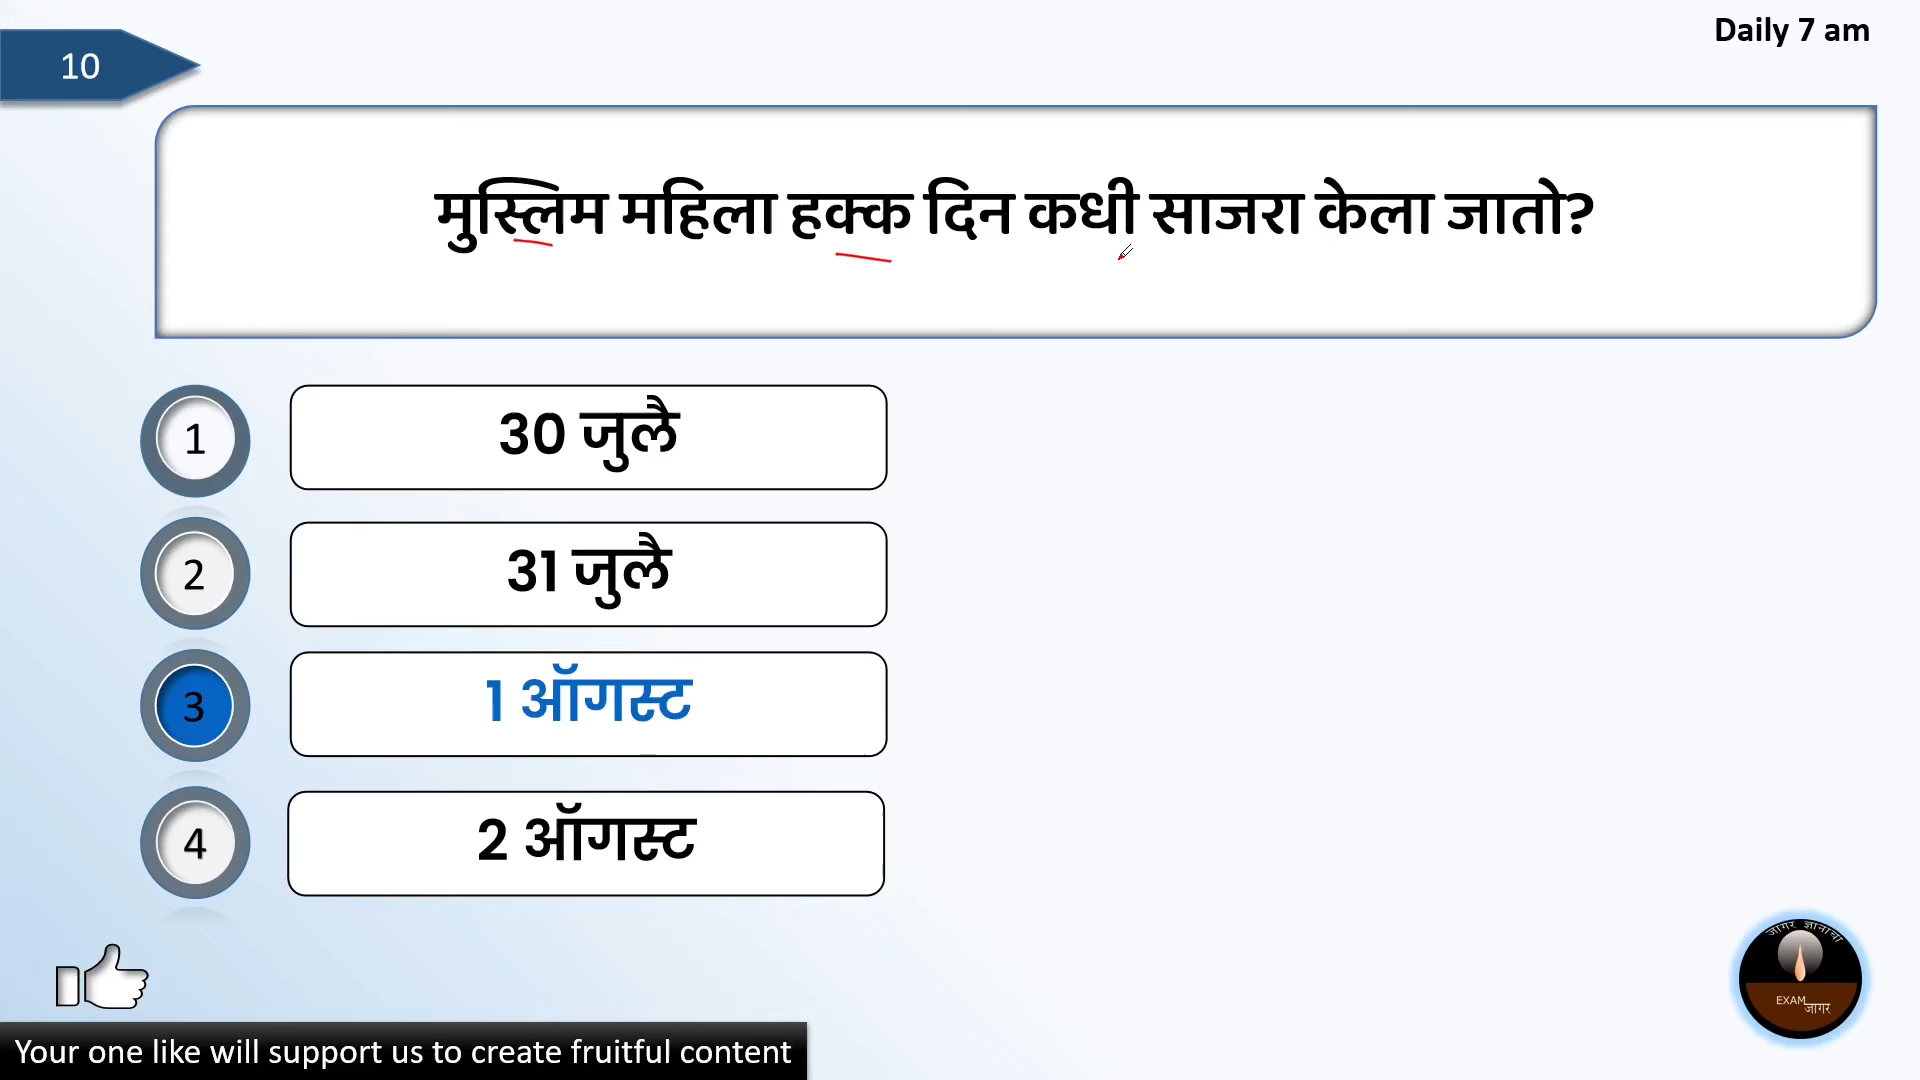 Daily 7 am
10
मुस्लिम महिला हक्क दिन कधी साजरा केला जातो?
1
30 जुलै
2
31 जुलै
3
1 ऑगस्ट
4
2 ऑगस्ट
जागर ज्ञानाचा
EXAM
जागर
Your one like will support us to create fruitful content